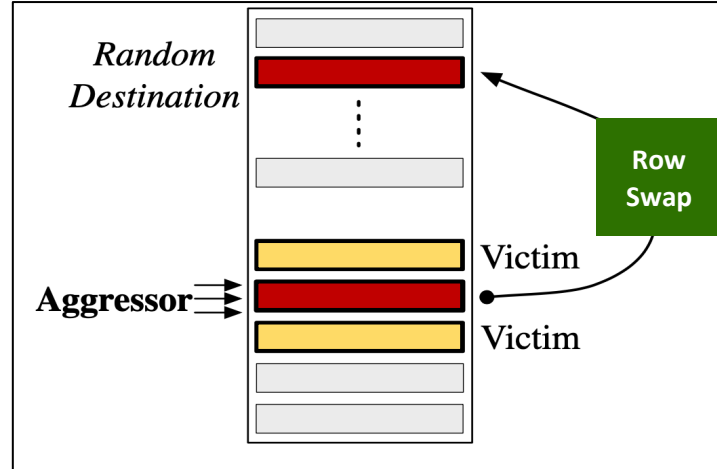 Random
Destination
Row
Swap
Victim
Aggressor
Victim